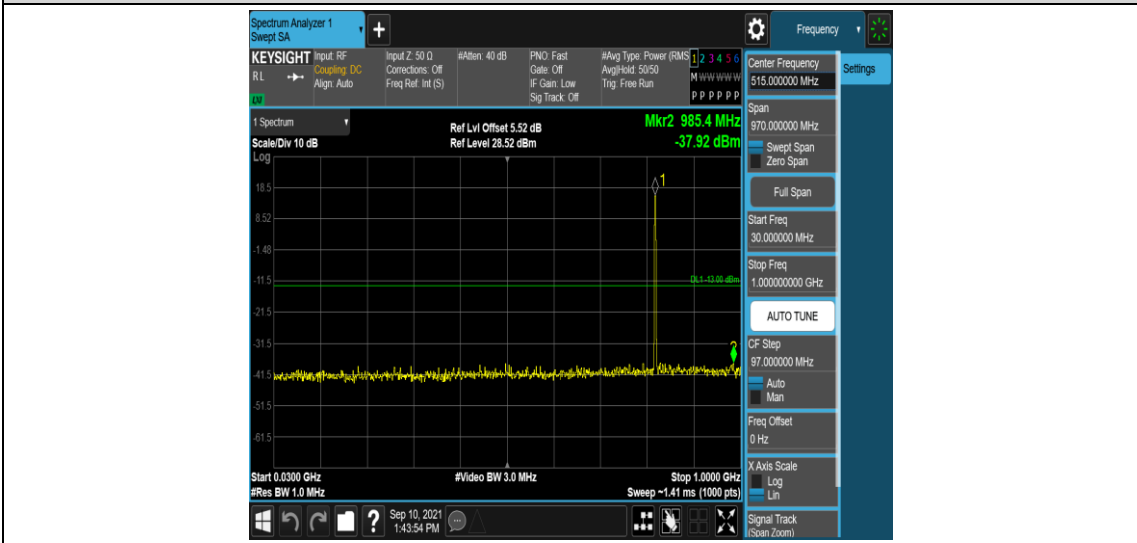 Spectrum Analyzer 1
Swept SA
+
Frequency
KEYSIGHT
RL
LNI
Input: RF
Coupling: DC
Align: Auto
Input Z: 50 Ω
Corrections: Off
Freq Ref: Int (S)
#Atten: 40 dB
PNO: Fast
Gate: Off
IF Gain: Low
Sig Track: Off
#Avg Type: Power (RMS
Avg|Hold: 50/50
Trig: Free Run
1 2 3 4 5 6
M W W W W W
P P P P P P
1 Spectrum
Scale/Div 10 dB
Log
Ref Lvl Offset 5.52 dB
Ref Level 28.52 dBm
Mkr2 985.4 MHz
-37.92 dBm
1
18.5
8.52
-1.48
-11.5
DL1 -13.00 dBm
-21.5
-31.5
2
-41.5
-51.5
-61.5
Start 0.0300 GHz
#Video BW 3.0 MHz
Stop 1.0000 GHz
#Res BW 1.0 MHz
Sweep ~1.41 ms (1000 pts)
?
Sep 10, 2021
1:43:54 PM
Center Frequency
515.000000 MHz
Settings
Span
970.000000 MHz
Swept Span
Zero Span
Full Span
Start Freq
30.000000 MHz
Stop Freq
1.000000000 GHz
AUTO TUNE
CF Step
97.000000 MHz
Auto
Man
Freq Offset
0 Hz
X Axis Scale
Log
Lin
Signal Track
(Span Zoom)